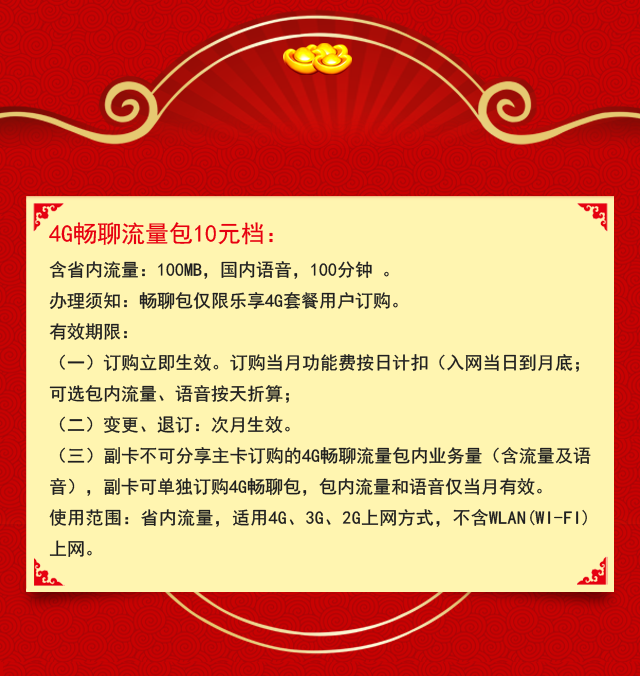 4G畅聊流量包10元档：
含省内流量：100MB，国内语音，100分钟 。
办理须知：畅聊包仅限乐享4G套餐用户订购。
有效期限：
（一）订购立即生效。订购当月功能费按日计扣（入网当日到月底；
可选包内流量、语音按天折算；
（二）变更、退订：次月生效。
（三）副卡不可分享主卡订购的4G畅聊流量包内业务量（含流量及语
音），副卡可单独订购4G畅聊包，包内流量和语音仅当月有效。
使用范围：省内流量，适用4G、3G、2G上网方式，不含WLAN(WI-FI)
上网。